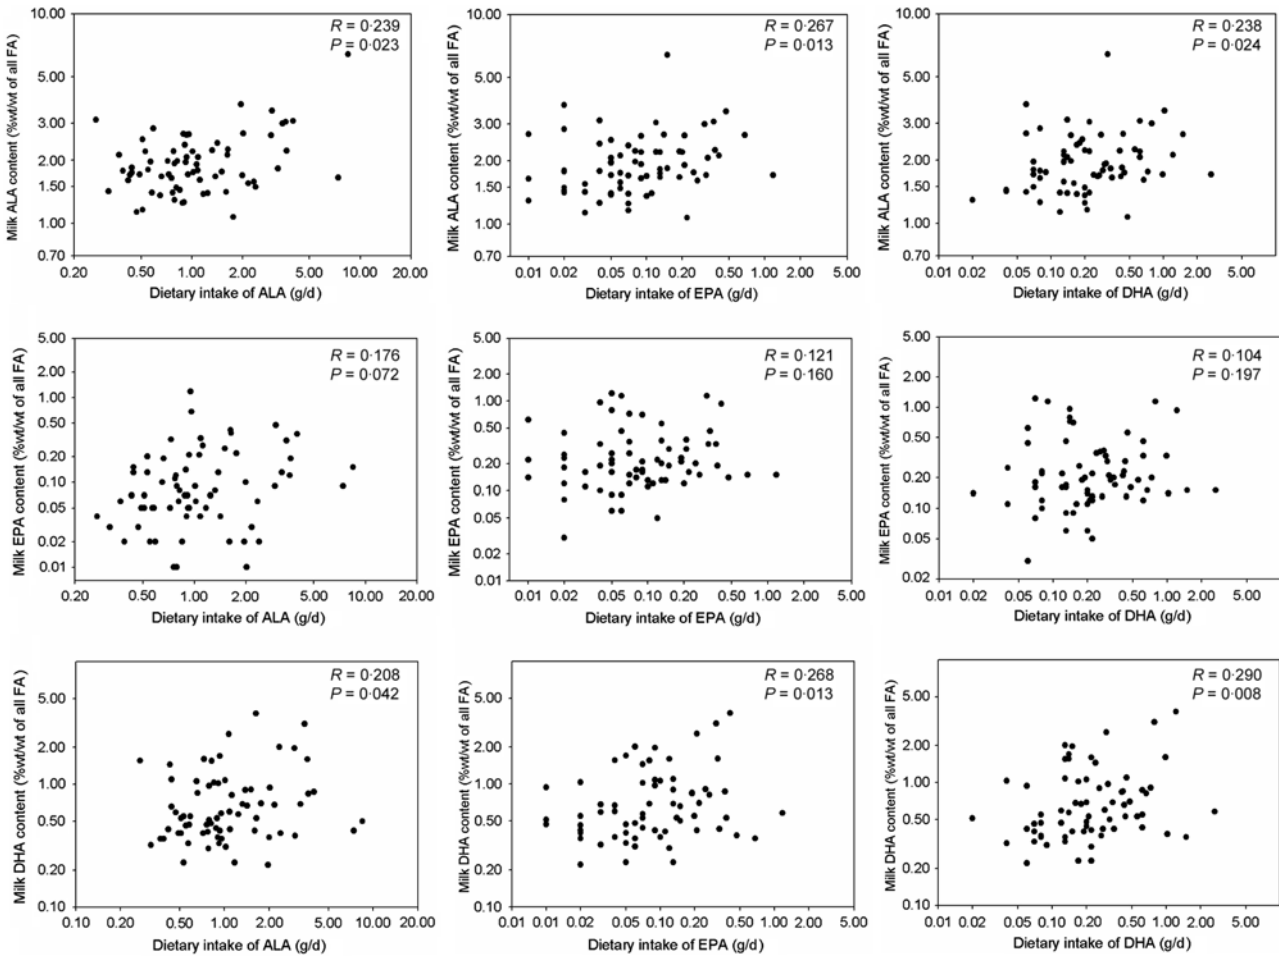 10.00
5.00
3.00
2.00
1.50
1.00
0.70
Milk ALA content (%wt/wt of all FA)
R = 0·239
P = 0·023
0.20 0.50 1.00 2.00 5.00 10.00 20.00
Dietary intake of ALA (g/d)
10.00
5.00
3.00
2.00
1.50
1.00
0.70
Milk ALA content (%wt/wt of all FA)
R = 0·267
P = 0·013
0.01 0.02 0.05 0.10 0.20 0.50 1.00 2.00 5.00
Dietary intake of EPA (g/d)
10.00
5.00
3.00
2.00
1.50
1.00
0.70
Milk ALA content (%wt/wt of all FA)
R = 0·238
P = 0·024
0.01 0.02 0.05 0.10 0.20 0.50 1.00 2.00 5.00
Dietary intake of DHA (g/d)
5.00
2.00
1.00
0.50
0.20
0.10
0.05
0.02
0.01
Milk EPA content (%wt/wt of all FA)
R = 0·176
P = 0·072
0.20 0.50 1.00 2.00 5.00 10.00 20.00
Dietary intake of ALA (g/d)
5.00
2.00
1.00
0.50
0.20
0.10
0.05
0.02
0.01
Milk EPA content (%wt/wt of all FA)
R = 0·121
P = 0·160
0.01 0.02 0.05 0.10 0.20 0.50 1.00 2.00 5.00
Dietary intake of EPA (g/d)
5.00
2.00
1.00
0.50
0.20
0.10
0.05
0.02
Milk EPA content (%wt/wt of all FA)
R = 0·104
P = 0·197
0.01 0.02 0.05 0.10 0.20 0.50 1.00 2.00 5.00
Dietary intake of DHA (g/d)
5.00
2.00
1.00
0.50
0.20
0.10
Milk DHA content (%wt/wt of all FA)
R = 0·208
P = 0·042
0.10 0.20 0.50 1.00 2.00 5.00 10.00 20.00
Dietary intake of ALA (g/d)
5.00
2.00
1.00
0.50
0.20
0.10
Milk DHA content (%wt/wt of all FA)
R = 0·268
P = 0·013
0.01 0.02 0.05 0.10 0.20 0.50 1.00 2.00 5.00
Dietary intake of EPA (g/d)
5.00
2.00
1.00
0.50
0.20
0.10
Milk DHA content (%wt/wt of all FA)
R = 0·290
P = 0·008
0.01 0.02 0.05 0.10 0.20 0.50 1.00 2.00 5.00
Dietary intake of DHA (g/d)